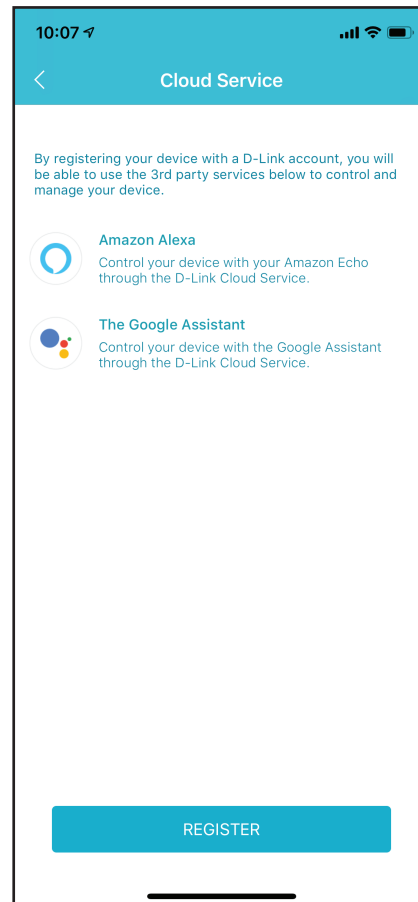 10:07
Cloud Service
By registering your device with a D-Link account, you will
be able to use the 3rd party services below to control and
manage your device.
Amazon Alexa
Control your device with your Amazon Echo
through the D-Link Cloud Service.
The Google Assistant
Control your device with the Google Assistant
through the D-Link Cloud Service.
REGISTER